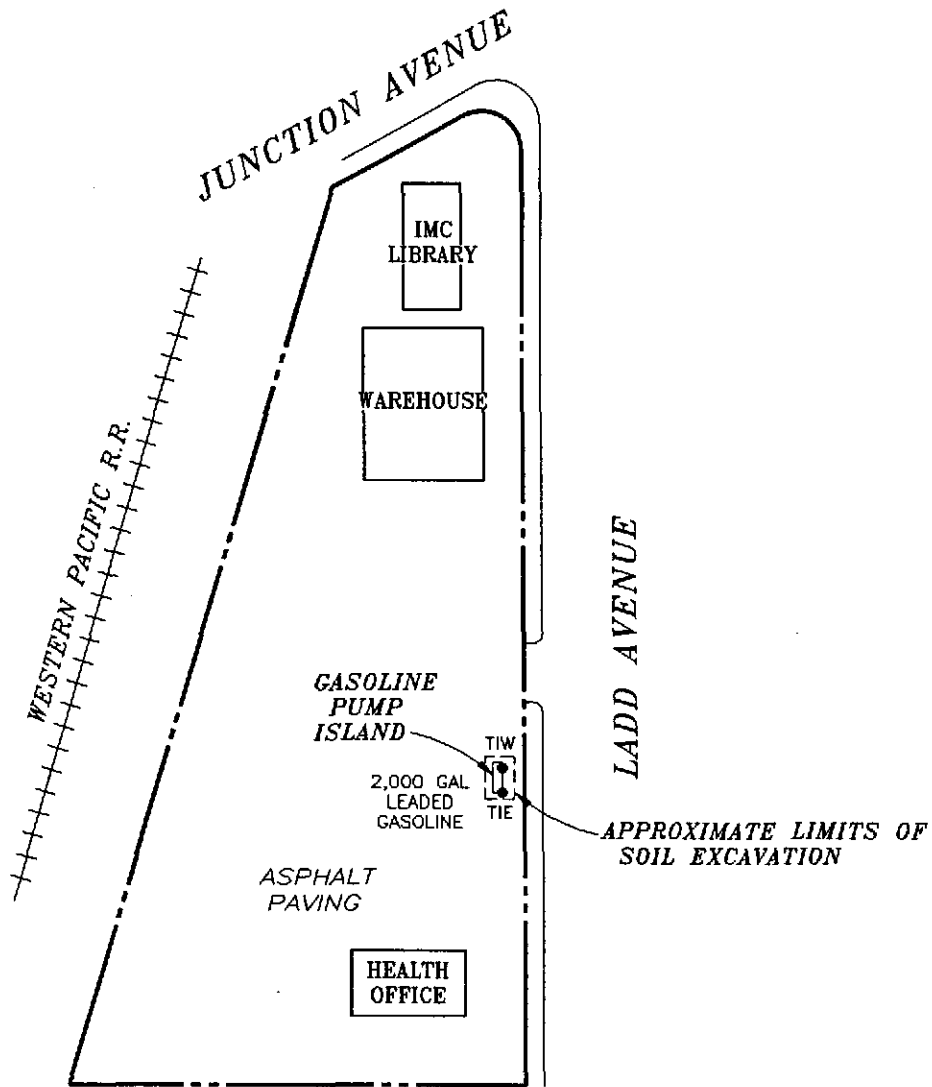 JUNCTION AVENUE
IMC
LIBRARY
WAREHOUSE
WESTERN PACIFIC R.R.
LADD AVENUE
GASOLINE
PUMP
ISLAND
TIW
2,000 GAL
LEADED
GASOLINE
TIE
APPROXIMATE LIMITS OF
SOIL EXCAVATION
ASPHALT
PAVING
HEALTH
OFFICE